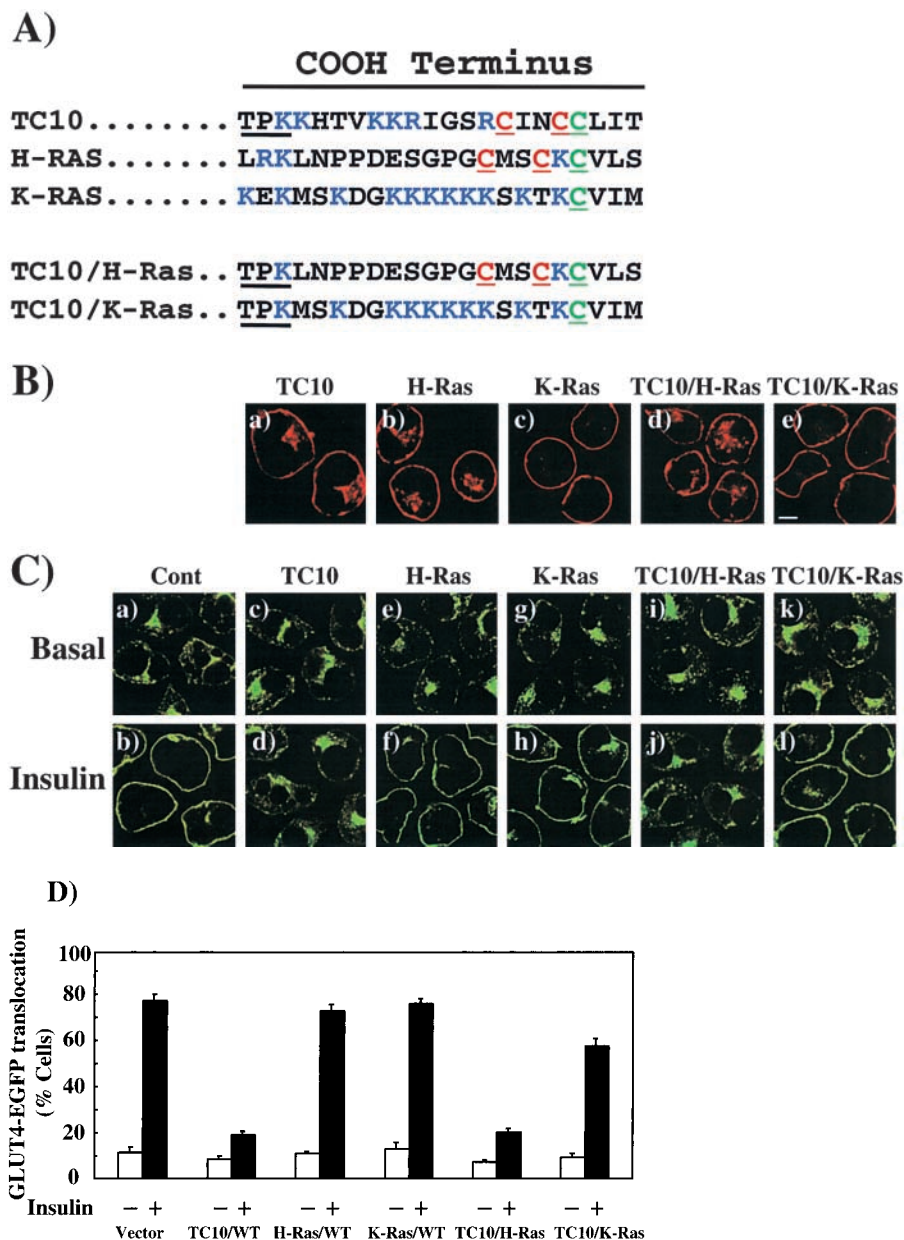 A)
COOH Terminus
TC10........TPKKHTVKKRIGSRCINCCLIT
H-RAS.......LRKLNPPDESGPGCMSCKCVLS
K-RAS.......KEKMSKDGKKKKKKSKTKCVIM
TC10/H-Ras..TPKLNPPDESGPGCMSCKCVLS
TC10/K-Ras..TPKMSKDGKKKKKKSKTKCVIM
B)
TC10 H-Ras K-Ras TC10/H-Ras TC10/K-Ras
a) b) c) d) e)
C)
Cont TC10 H-Ras K-Ras TC10/H-Ras TC10/K-Ras
Basal a) c) e) g) i) k)
Insulin b) d) f) h) j) l)
D)
GLUT4-EGFP translocation
(% Cells)
100
80
60
40
20
0
Insulin − + − + − + − + − + − +
Vector TC10/WT H-Ras/WT K-Ras/WT TC10/H-Ras TC10/K-Ras